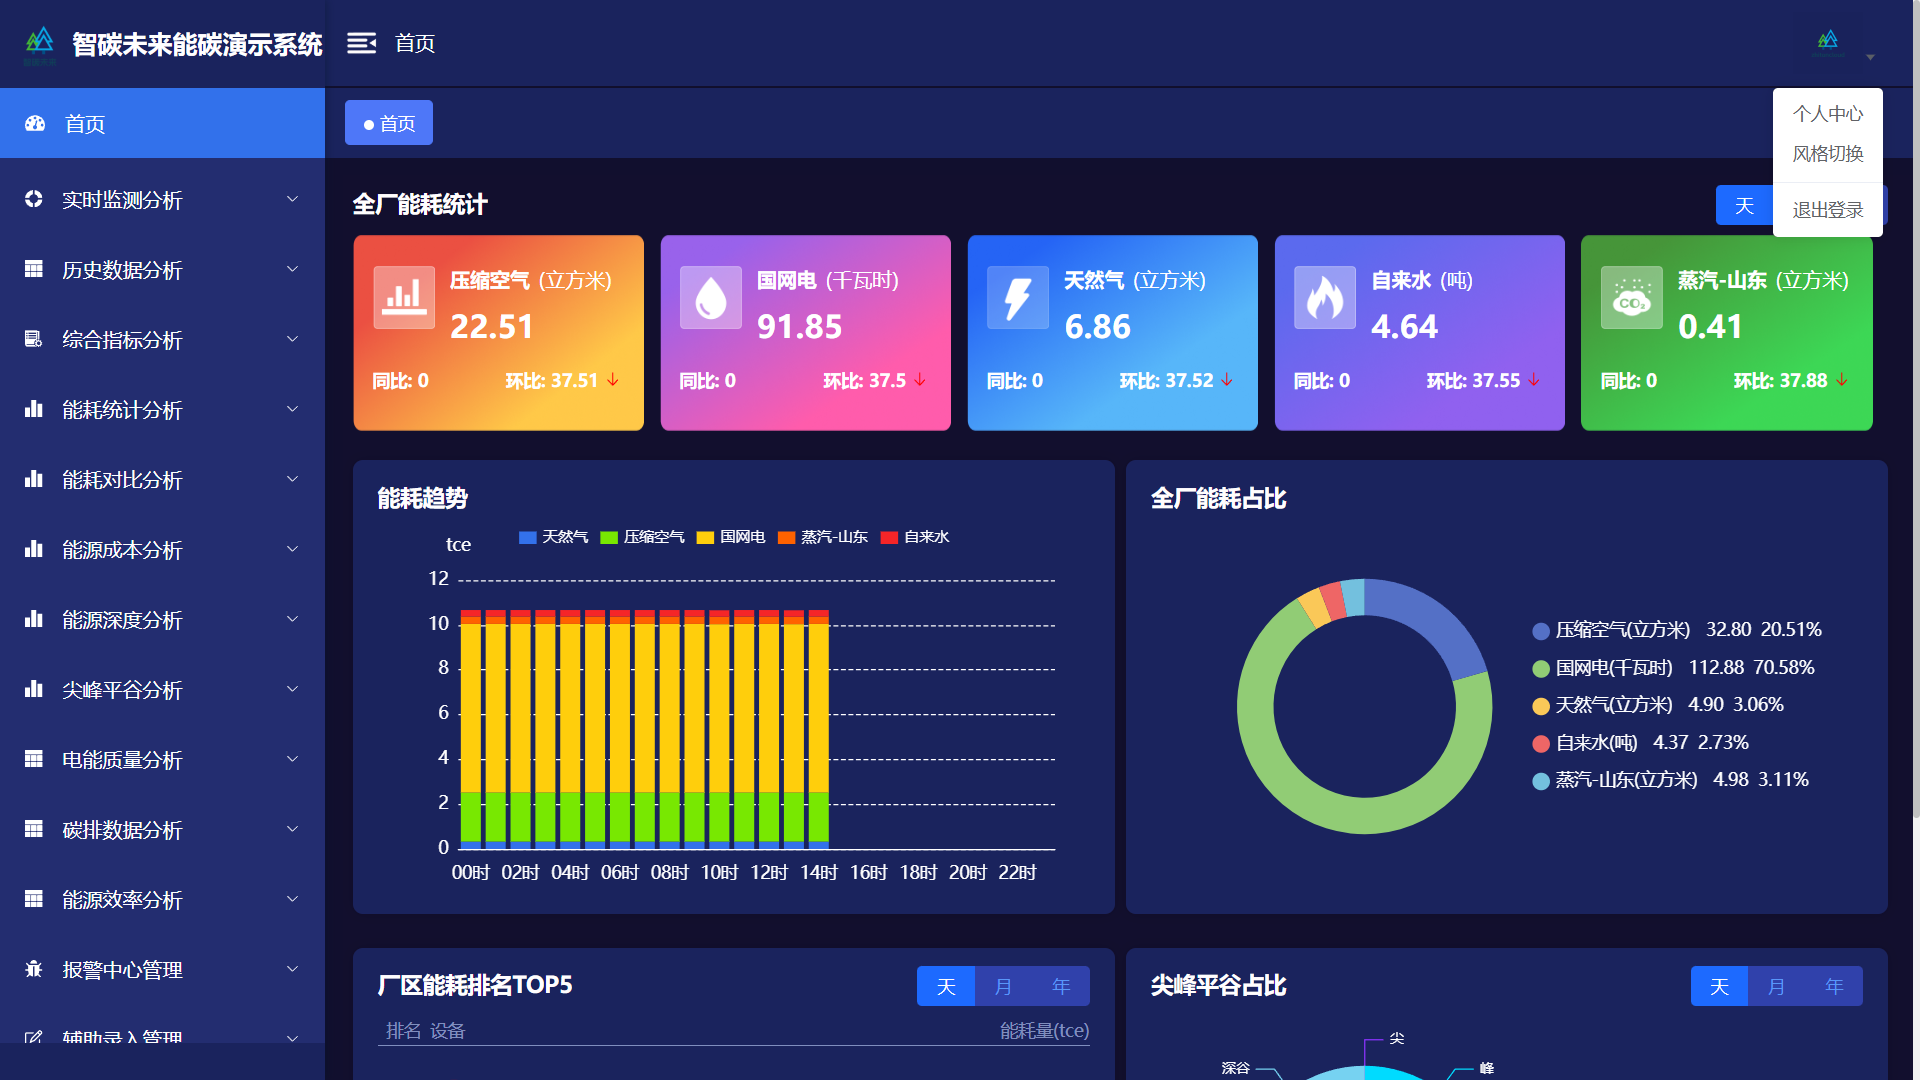 智碳未来能碳演示系统
首页
首页
实时监测分析
历史数据分析
综合指标分析
能耗统计分析
能耗对比分析
能源成本分析
能源深度分析
尖峰平谷分析
电能质量分析
碳排数据分析
能源效率分析
报警中心管理
辅助录入管理
首页
个人中心
风格切换
退出登录
全厂能耗统计
天
压缩空气 (立方米)
22.51
同比: 0 环比: 37.51
国网电 (千瓦时)
91.85
同比: 0 环比: 37.5
天然气 (立方米)
6.86
同比: 0 环比: 37.52
自来水 (吨)
4.64
同比: 0 环比: 37.55
蒸汽-山东 (立方米)
0.41
同比: 0 环比: 37.88
能耗趋势
天然气 压缩空气 国网电 蒸汽-山东 自来水
tce
12
10
8
6
4
2
0
00时 02时 04时 06时 08时 10时 12时 14时 16时 18时 20时 22时
全厂能耗占比
压缩空气(立方米) 32.80 20.51%
国网电(千瓦时) 112.88 70.58%
天然气(立方米) 4.90 3.06%
自来水(吨) 4.37 2.73%
蒸汽-山东(立方米) 4.98 3.11%
厂区能耗排名TOP5
天 月 年
排名 设备 能耗量(tce)
尖峰平谷占比
天 月 年
尖
深谷 峰